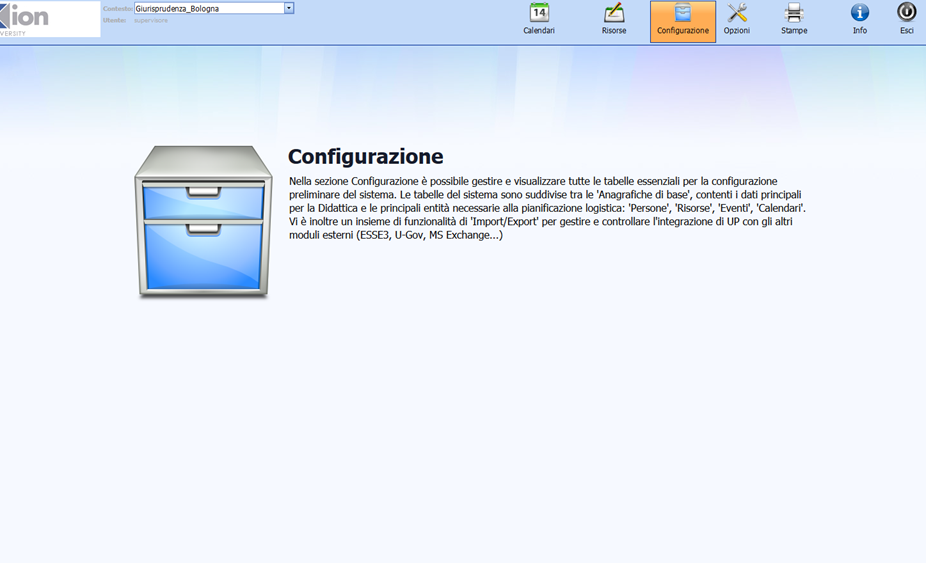 Kion
VERSITY
Contesto: Giurisprudenza_Bologna
Utente: supervisore
14
Calendari
Risorse
Configurazione
Opzioni
Stampe
Info
Esci
Configurazione
Nella sezione Configurazione è possibile gestire e visualizzare tutte le tabelle essenziali per la configurazione
preliminare del sistema. Le tabelle del sistema sono suddivise tra le 'Anagrafiche di base', contenti i dati principali
per la Didattica e le principali entità necessarie alla pianificazione logistica: 'Persone', 'Risorse', 'Eventi', 'Calendari'.
Vi è inoltre un insieme di funzionalità di 'Import/Export' per gestire e controllare l'integrazione di UP con gli altri
moduli esterni (ESSE3, U-Gov, MS Exchange...)